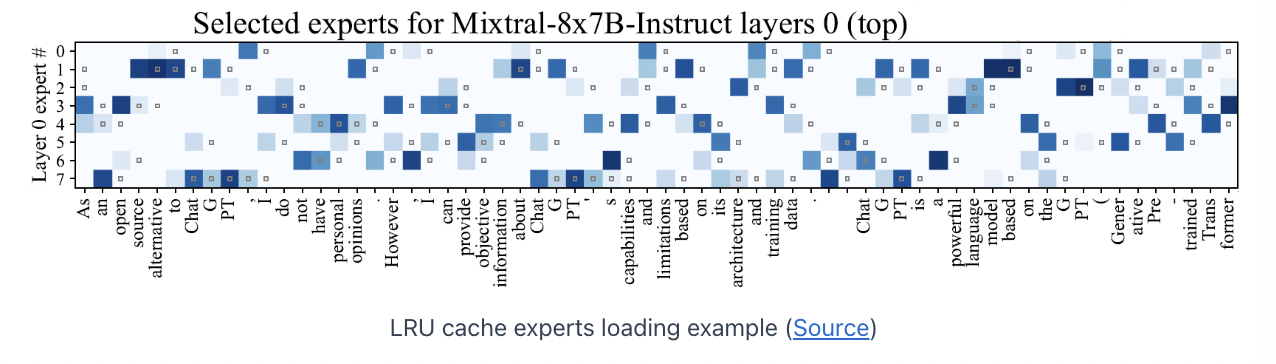 Selected experts for Mixtral-8x7B-Instruct layers 0 (top)
Layer 0 expert #
0
1
2
3
4
5
6
7
As an open source alternative to Chat G PT , I do not have personal opinions . However , I can provide objective information about Chat G PT ' s capabilities and limitations based on its architecture and training data . Chat G PT is a powerful language model based on the G PT ( Gener ative Pre - trained Trans former
LRU cache experts loading example (Source)